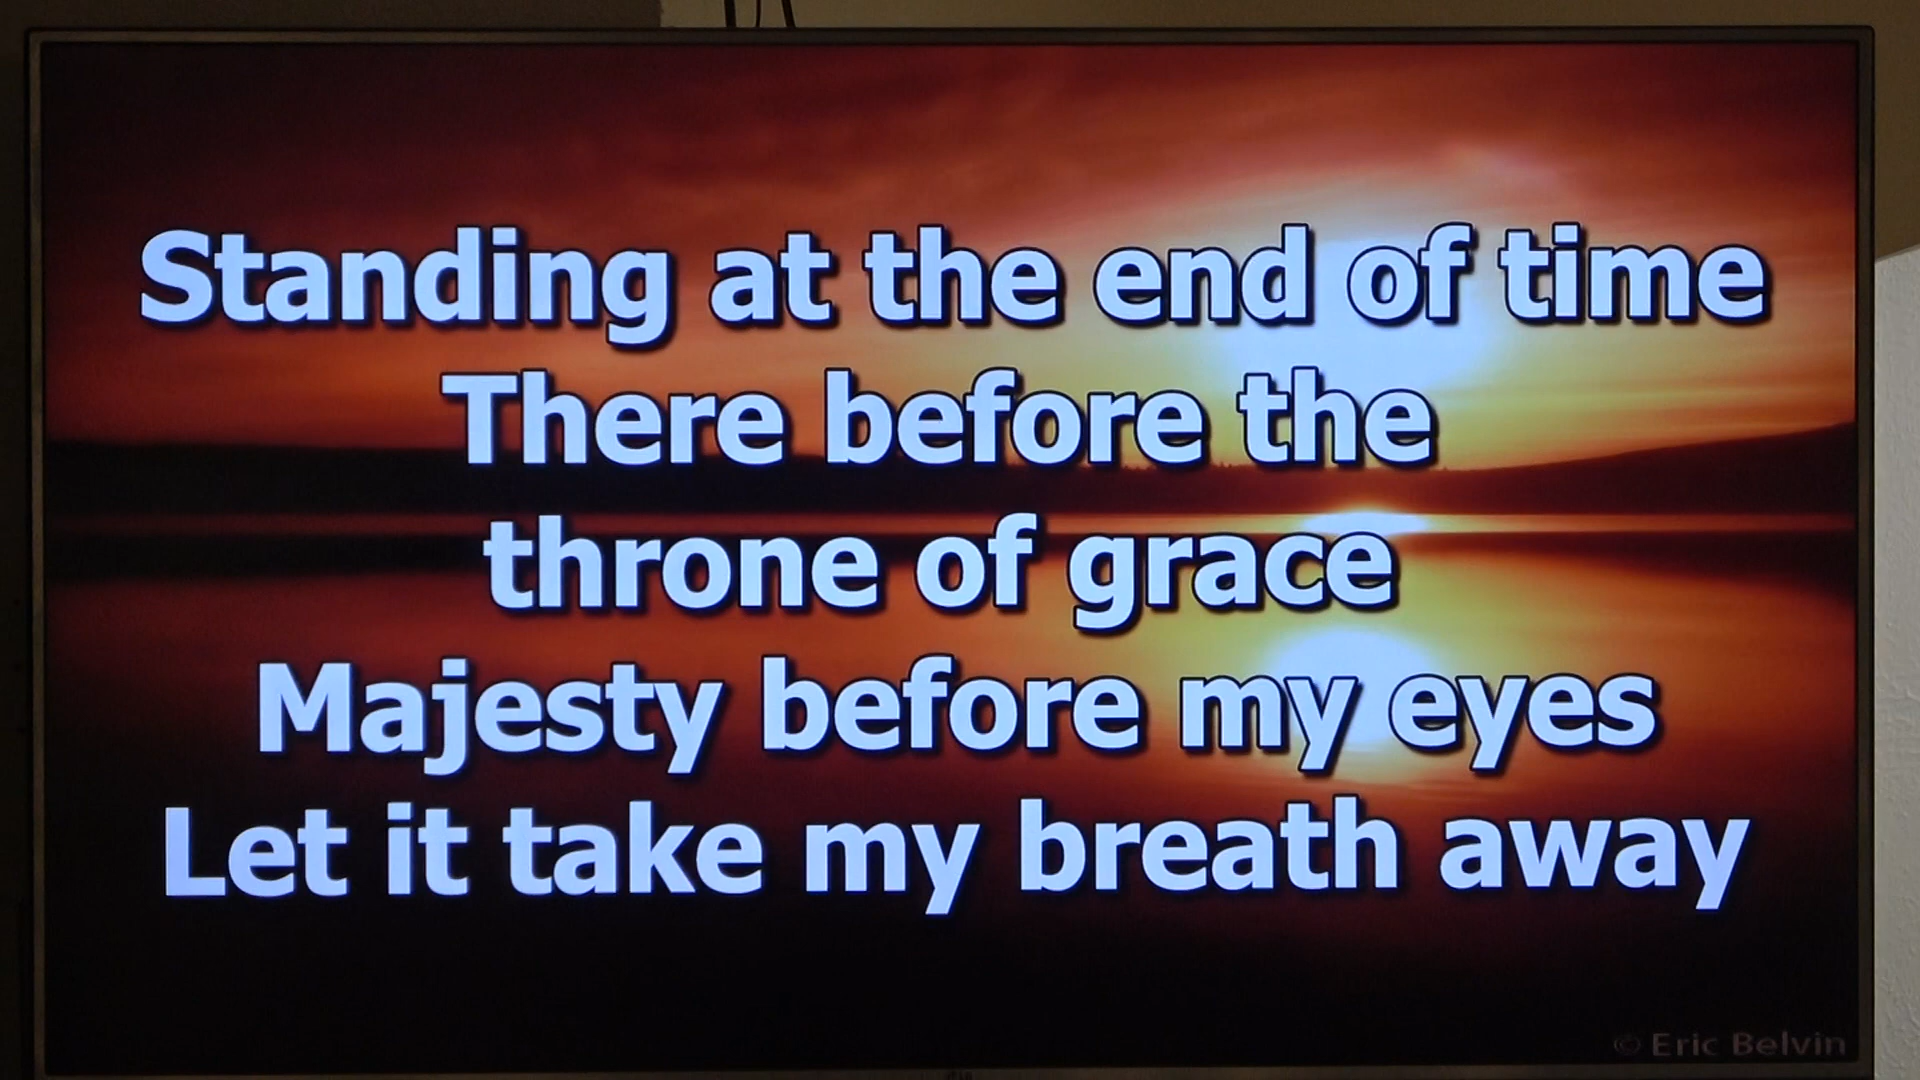 Standing at the end of time
There before the
throne of grace
Majesty before my eyes
Let it take my breath away
© Eric Belvin